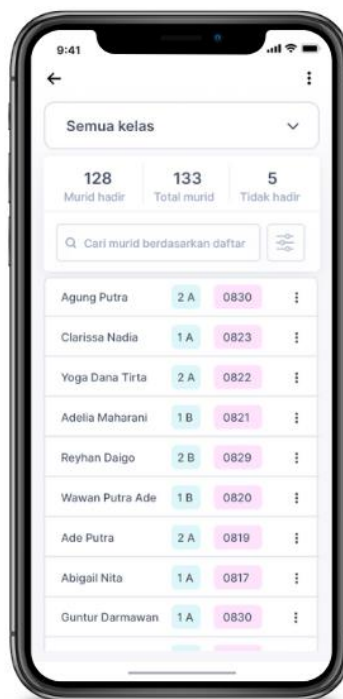 9:41
Semua kelas
128 133 5
Murid hadir Total murid Tidak hadir
Cari murid berdasarkan daftar
Agung Putra 2 A 0830
Clarissa Nadia 1 A 0823
Yoga Dana Tirta 2 A 0822
Adelia Maharani 1 B 0821
Reyhan Daigo 2 B 0829
Wawan Putra Ade 1 B 0820
Ade Putra 2 A 0819
Abigail Nita 1 A 0817
Guntur Darmawan 1 A 0830